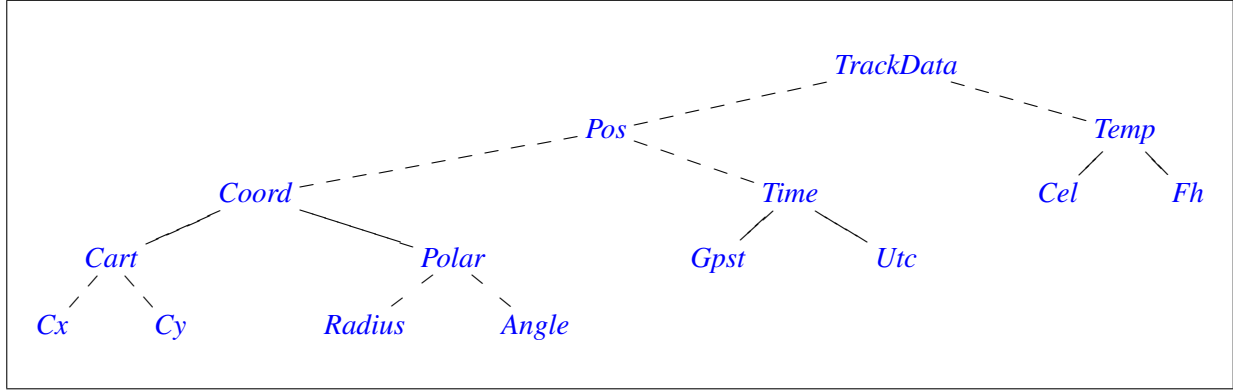 TrackData
Pos Temp
Coord Time Cel Fh
Cart Polar Gpst Utc
Cx Cy Radius Angle